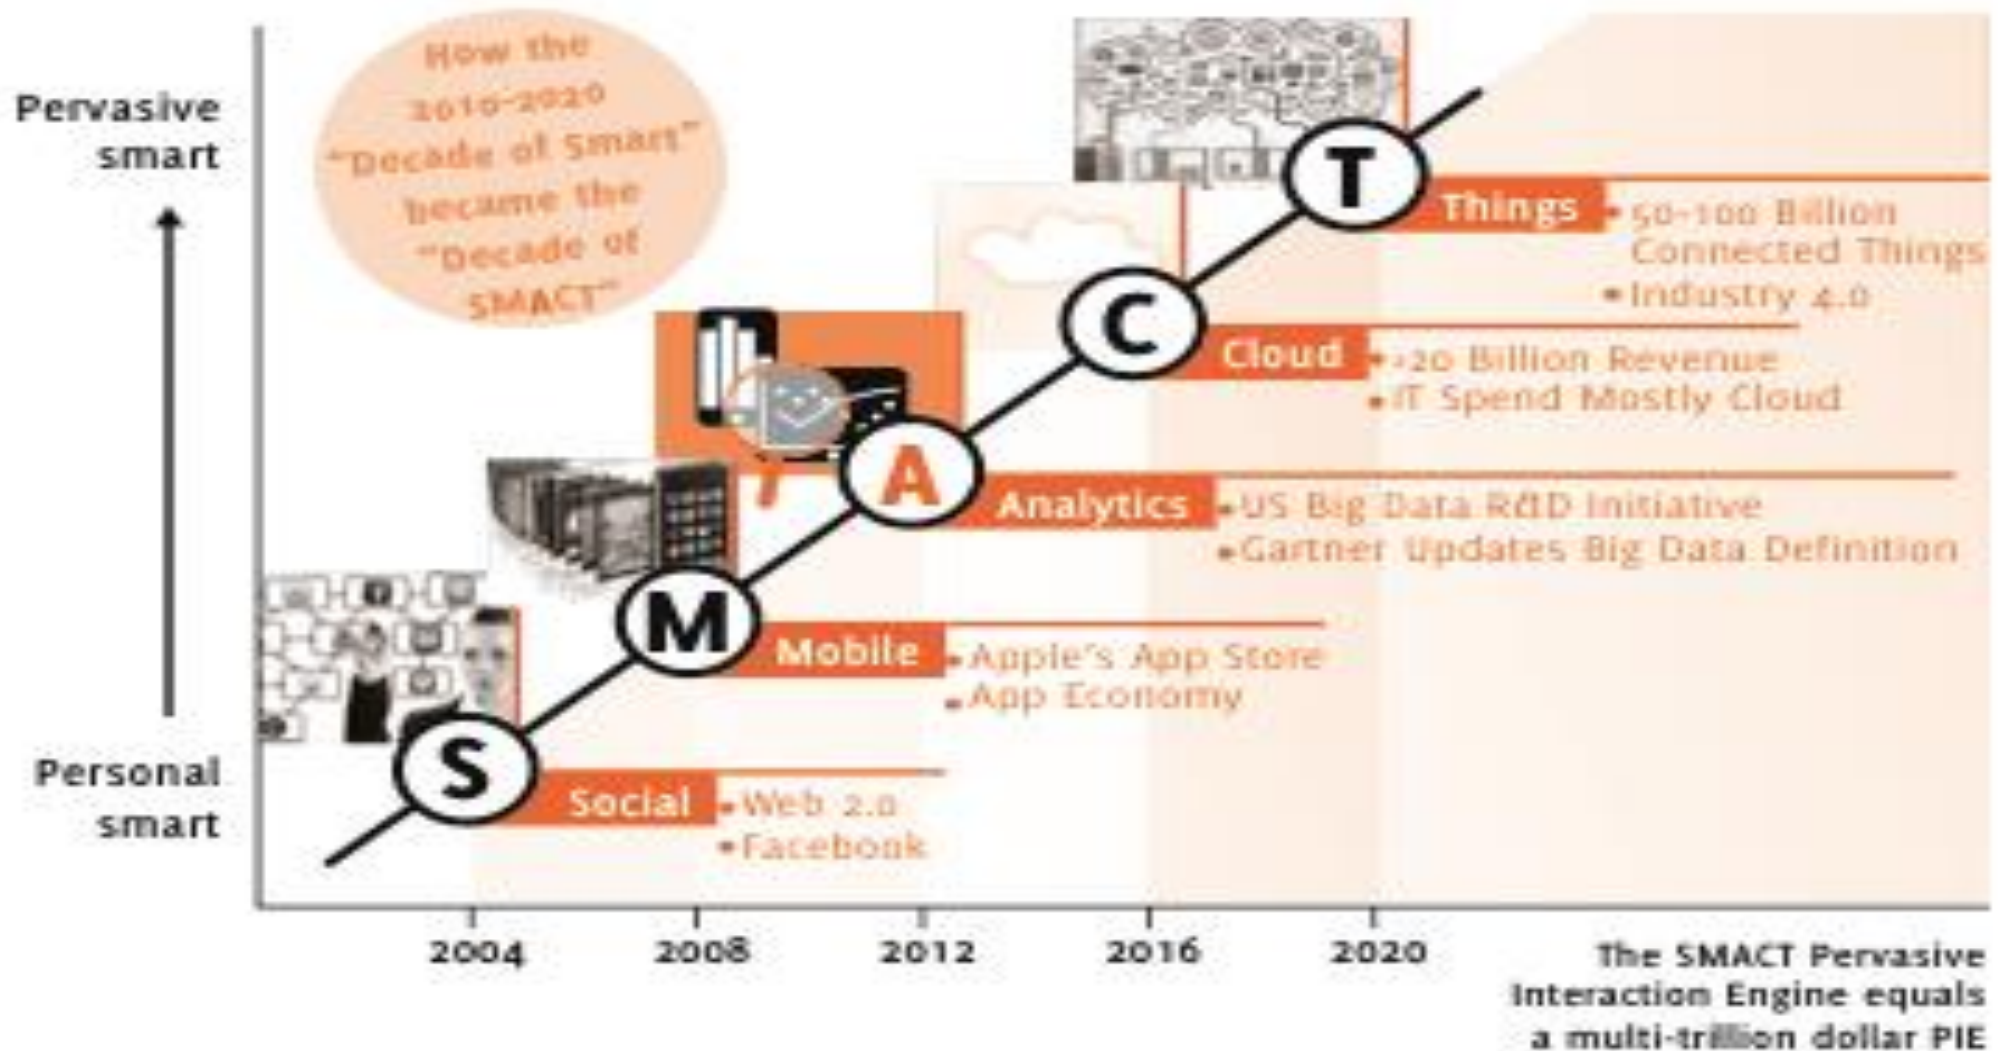 How the
2010-2020
"Decade of Smart"
became the
"Decade of
SMACT"
Pervasive
smart
Personal
smart
T
Things
• 50-100 Billion
Connected Things
• Industry 4.0
C
Cloud
• 20 Billion Revenue
• IT Spend Mostly Cloud
A
Analytics
• US Big Data R&D Initiative
• Gartner Updates Big Data Definition
M
Mobile
• Apple's App Store
• App Economy
S
Social
• Web 2.0
• Facebook
2004 2008 2012 2016 2020
The SMACT Pervasive
Interaction Engine equals
a multi-trillion dollar PIE